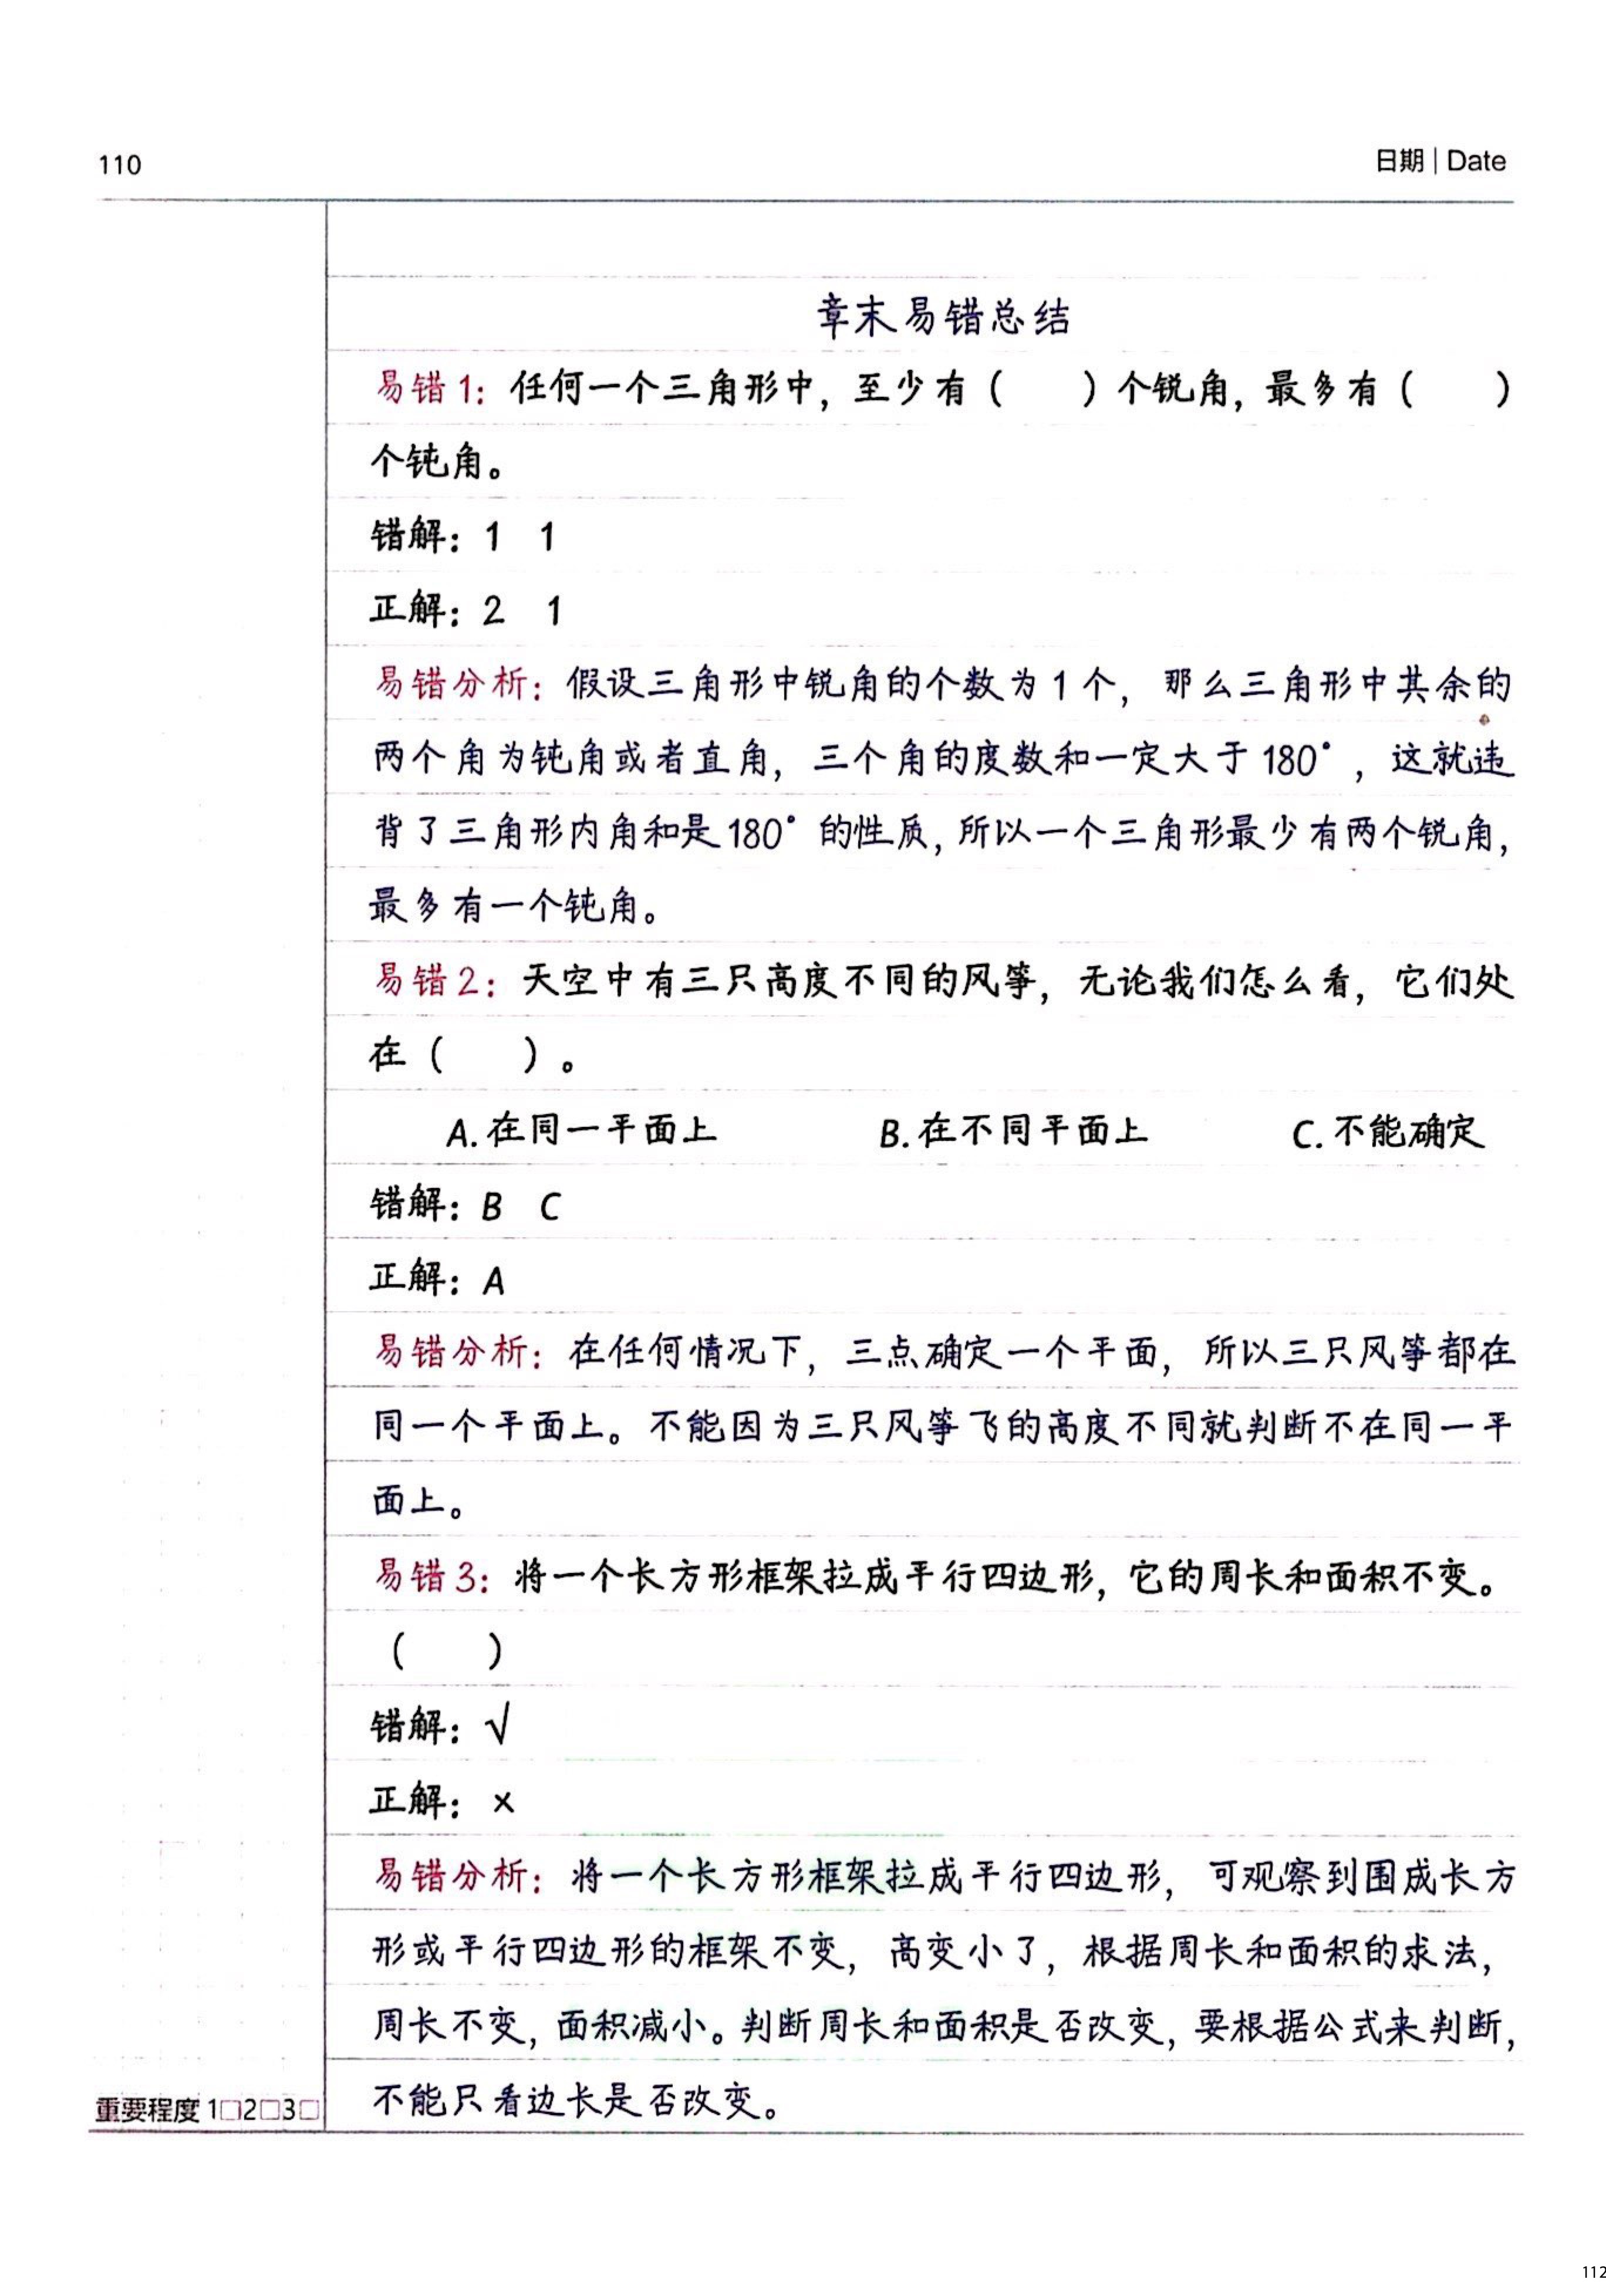 110
日期 | Date
章末易错总结
易错1：任何一个三角形中，至少有（　　）个锐角，最多有（　　）
个钝角。
错解：1　1
正解：2　1
易错分析：假设三角形中锐角的个数为1个，那么三角形中其余的
两个角为钝角或者直角，三个角的度数和一定大于180°，这就违
背了三角形内角和是180°的性质，所以一个三角形最少有两个锐角，
最多有一个钝角。
易错2：天空中有三只高度不同的风筝，无论我们怎么看，它们处
在（　　）。
A.在同一平面上　　B.在不同平面上　　C.不能确定
错解：B　C
正解：A
易错分析：在任何情况下，三点确定一个平面，所以三只风筝都在
同一个平面上。不能因为三只风筝飞的高度不同就判断不在同一平
面上。
易错3：将一个长方形框架拉成平行四边形，它的周长和面积不变。
（　　）
错解：√
正解：×
易错分析：将一个长方形框架拉成平行四边形，可观察到围成长方
形或平行四边形的框架不变，高变小了，根据周长和面积的求法，
周长不变，面积减小。判断周长和面积是否改变，要根据公式来判断，
不能只看边长是否改变。
重要程度 1□2□3□
112